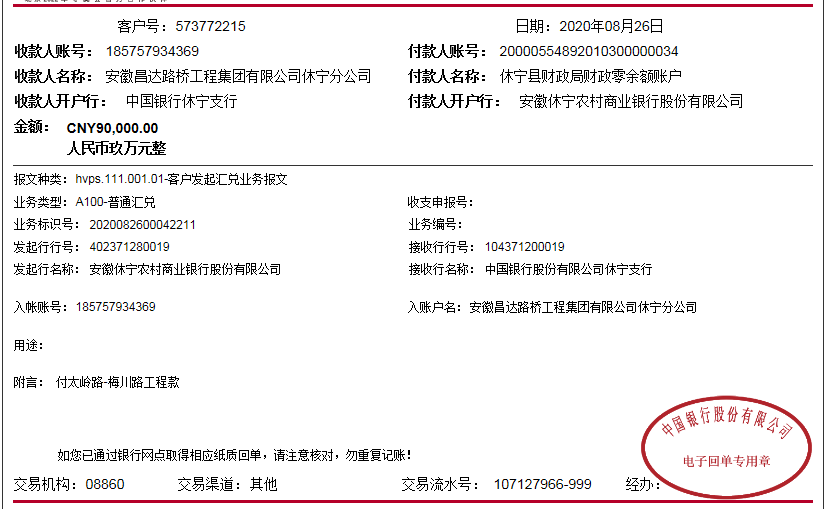 客户号：573772215 日期：2020年08月26日
收款人账号：185757934369 付款人账号：20000554892010300000034
收款人名称：安徽昌达路桥工程集团有限公司休宁分公司 付款人名称：休宁县财政局财政零余额账户
收款人开户行：中国银行休宁支行 付款人开户行：安徽休宁农村商业银行股份有限公司
金额：CNY90,000.00
人民币玖万元整
报文种类：hvps.111.001.01-客户发起汇兑业务报文
业务类型：A100-普通汇兑 收支申报号：
业务标识号：2020082600042211 业务编号：
发起行行号：402371280019 接收行行号：104371200019
发起行名称：安徽休宁农村商业银行股份有限公司 接收行名称：中国银行股份有限公司休宁支行
入帐账号：185757934369 入账户名：安徽昌达路桥工程集团有限公司休宁分公司
用途：
附言：付太岭路-梅川路工程款
中国银行股份有限公司
电子回单专用章
如您已通过银行网点取得相应纸质回单，请注意核对，勿重复记账！
交易机构：08860 交易渠道：其他 交易流水号：107127966-999 经办：